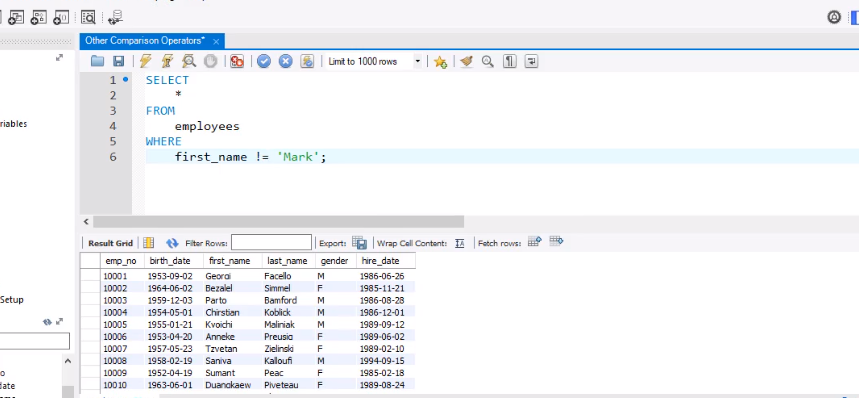 Other Comparison Operators* ×
Limit to 1000 rows
1 SELECT
2 *
3 FROM
4 employees
5 WHERE
6 first_name != 'Mark';
riables
Setup
o
date
Result Grid Filter Rows: Export: Wrap Cell Content: Fetch rows:
emp_no birth_date first_name last_name gender hire_date
10001 1953-09-02 Georgi Facello M 1986-06-26
10002 1964-06-02 Bezalel Simmel F 1985-11-21
10003 1959-12-03 Parto Bamford M 1986-08-28
10004 1954-05-01 Chirstian Koblick M 1986-12-01
10005 1955-01-21 Kyoichi Maliniak M 1989-09-12
10006 1953-04-20 Anneke Preusig F 1989-06-02
10007 1957-05-23 Tzvetan Zielinski F 1989-02-10
10008 1958-02-19 Saniya Kalloufi M 1994-09-15
10009 1952-04-19 Sumant Peac F 1985-02-18
10010 1963-06-01 Duangkaew Piveteau F 1989-08-24